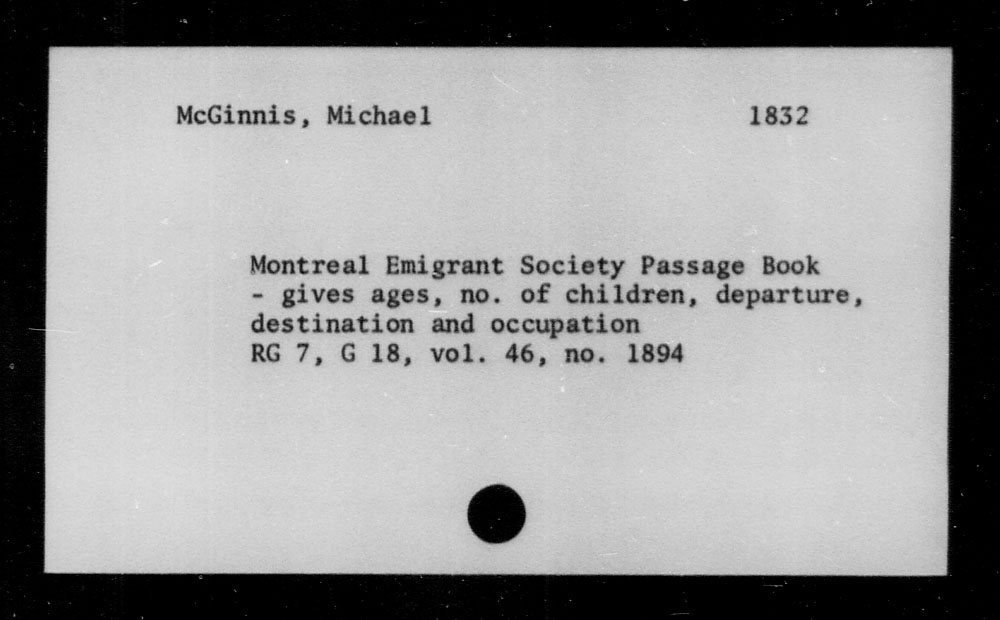 McGinnis, Michael 1832
Montreal Emigrant Society Passage Book
- gives ages, no. of children, departure,
destination and occupation
RG 7, G 18, vol. 46, no. 1894